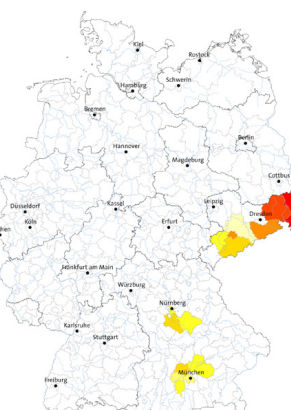 Kiel
Rostock
Schwerin
Hamburg
Bremen
Berlin
Hannover
Magdeburg
Cottbus
Düsseldorf
Kassel
Leipzig
Dresden
Köln
Erfurt
hen
Frankfurt am Main
Würzburg
Nürnberg
Karlsruhe
Stuttgart
München
Freiburg